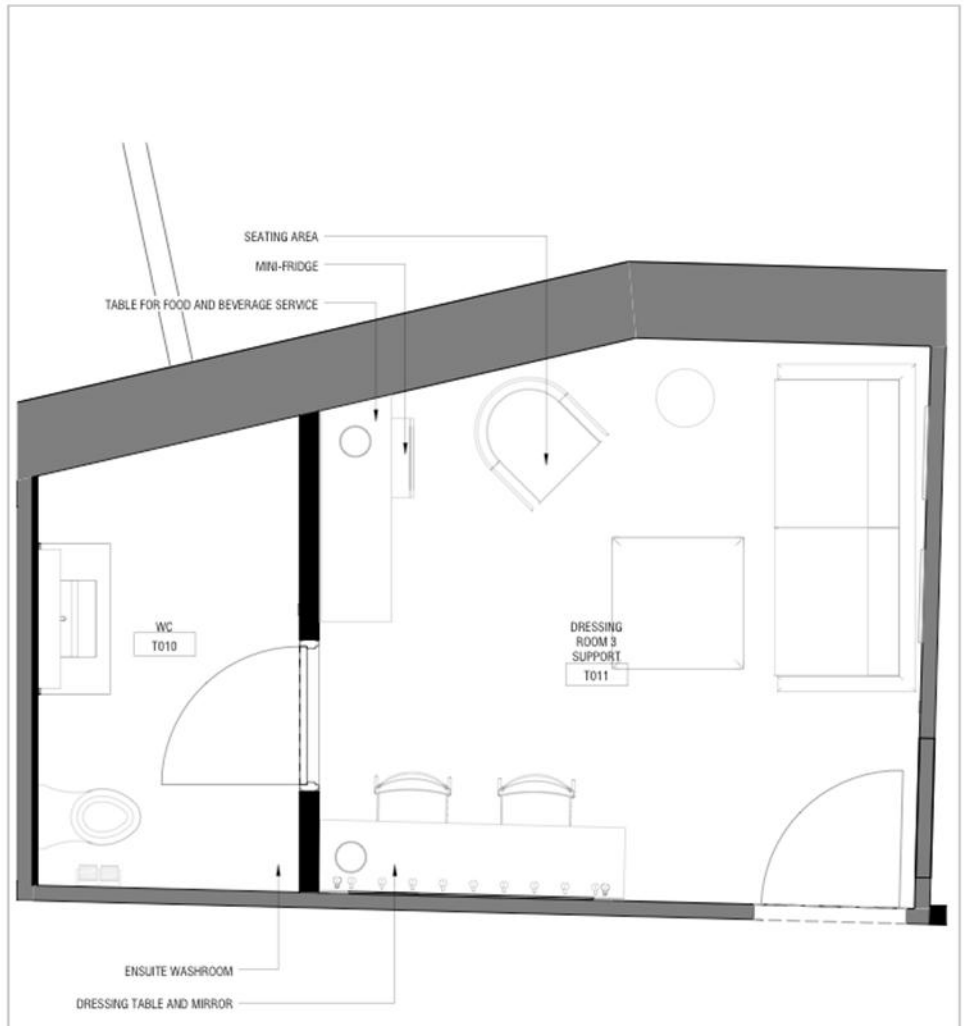 SEATING AREA
MINI-FRIDGE
TABLE FOR FOOD AND BEVERAGE SERVICE
WC
T010
DRESSING
ROOM 3
SUPPORT
T011
ENSUITE WASHROOM
DRESSING TABLE AND MIRROR